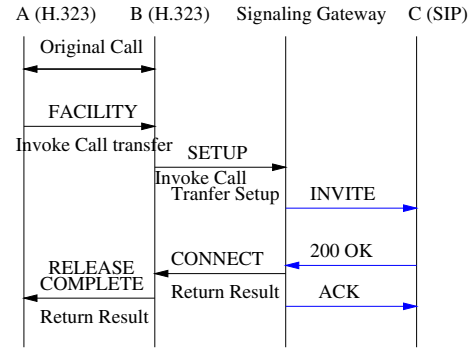 A (H.323) B (H.323) Signaling Gateway C (SIP)
Original Call
FACILITY
Invoke Call transfer
SETUP
Invoke Call
Tranfer Setup
INVITE
200 OK
CONNECT
RELEASE
COMPLETE
Return Result
ACK
Return Result